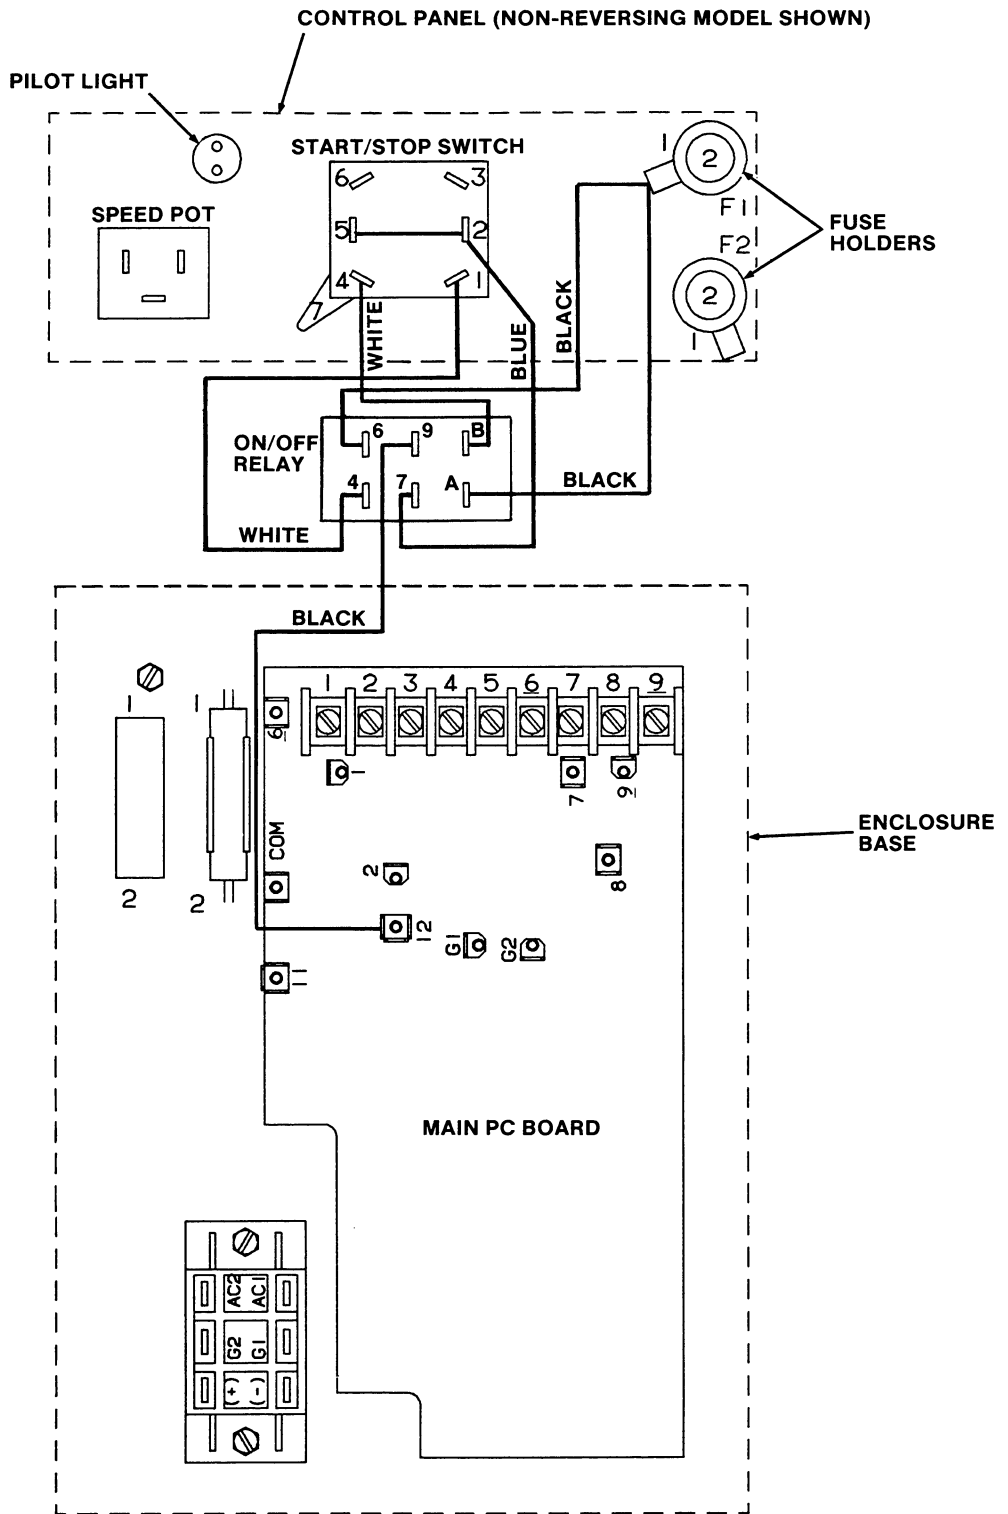 CONTROL PANEL (NON-REVERSING MODEL SHOWN)
PILOT LIGHT
START/STOP SWITCH
1
2
6
3
SPEED POT
F1
5
2
FUSE
HOLDERS
F2
4
1
2
1
WHITE
BLUE
BLACK
ON/OFF
RELAY
6
9
B
4
7
A
BLACK
WHITE
BLACK
1
1
1 2 3 4 5 6 7 8 9
6
1
7
9
COM
ENCLOSURE
BASE
2
2
2
8
12
G1
G2
11
MAIN PC BOARD
AC2
AC1
G2
G1
(+)
(-)